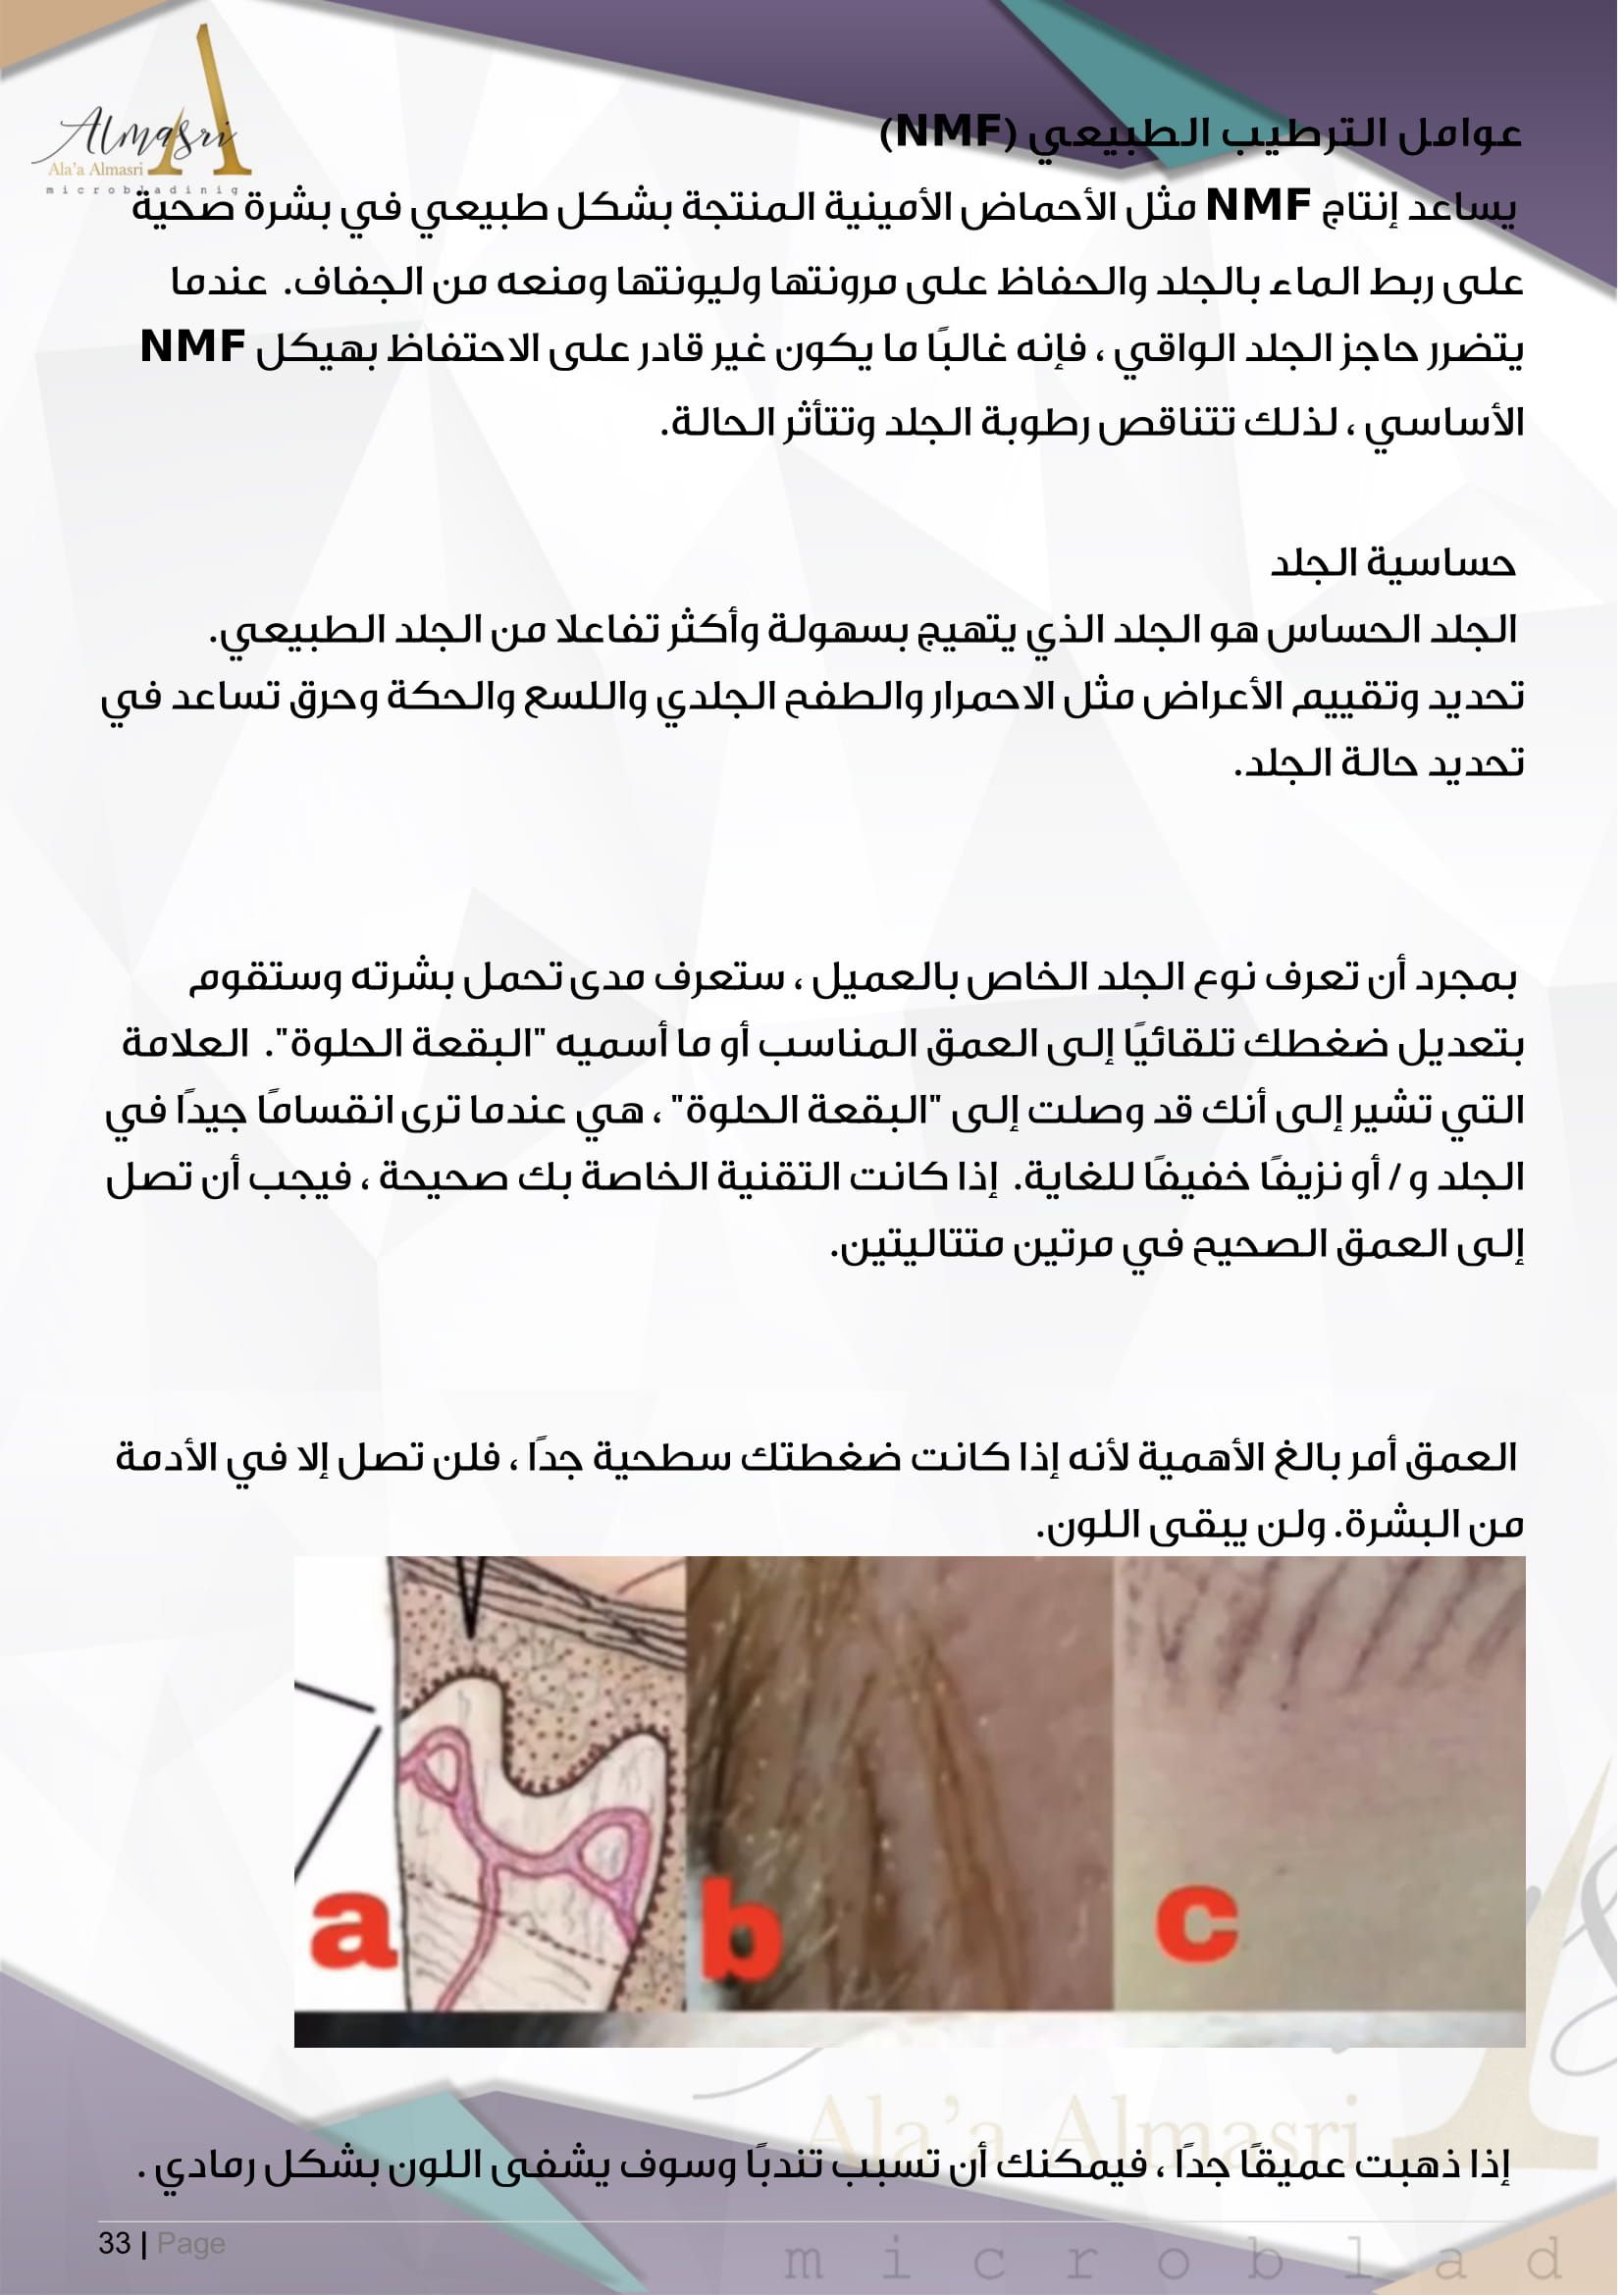 Almasri
Ala'a Almasri
microbladinig
عوامل الترطيب الطبيعي (NMF)
يساعد إنتاج NMF مثل الأحماض الأمينية المنتجة بشكل طبيعي في بشرة صحية
على ربط الماء بالجلد والحفاظ على مرونتها وليونتها ومنعه من الجفاف. عندما
يتضرر حاجز الجلد الواقي ، فإنه غالبًا ما يكون غير قادر على الاحتفاظ بهيكل NMF
الأساسي ، لذلك تتناقص رطوبة الجلد وتتأثر الحالة.
حساسية الجلد
الجلد الحساس هو الجلد الذي يتهيج بسهولة وأكثر تفاعلا من الجلد الطبيعي.
تحديد وتقييم الأعراض مثل الاحمرار والطفح الجلدي واللسع والحكة وحرق تساعد في
تحديد حالة الجلد.
بمجرد أن تعرف نوع الجلد الخاص بالعميل ، ستعرف مدى تحمل بشرته وستقوم
بتعديل ضغطك تلقائيًا إلى العمق المناسب أو ما أسميه "البقعة الحلوة". العلامة
التي تشير إلى أنك قد وصلت إلى "البقعة الحلوة" ، هي عندما ترى انقسامًا جيدًا في
الجلد و / أو نزيفًا خفيفًا للغاية. إذا كانت التقنية الخاصة بك صحيحة ، فيجب أن تصل
إلى العمق الصحيح في مرتين متتاليتين.
العمق أمر بالغ الأهمية لأنه إذا كانت ضغطتك سطحية جدًا ، فلن تصل إلا في الأدمة
من البشرة. ولن يبقى اللون.
a b c
Ala'a Almasri
إذا ذهبت عميقًا جدًا ، فيمكنك أن تسبب تندبًا وسوف يشفى اللون بشكل رمادي .
33 | Page
microblad